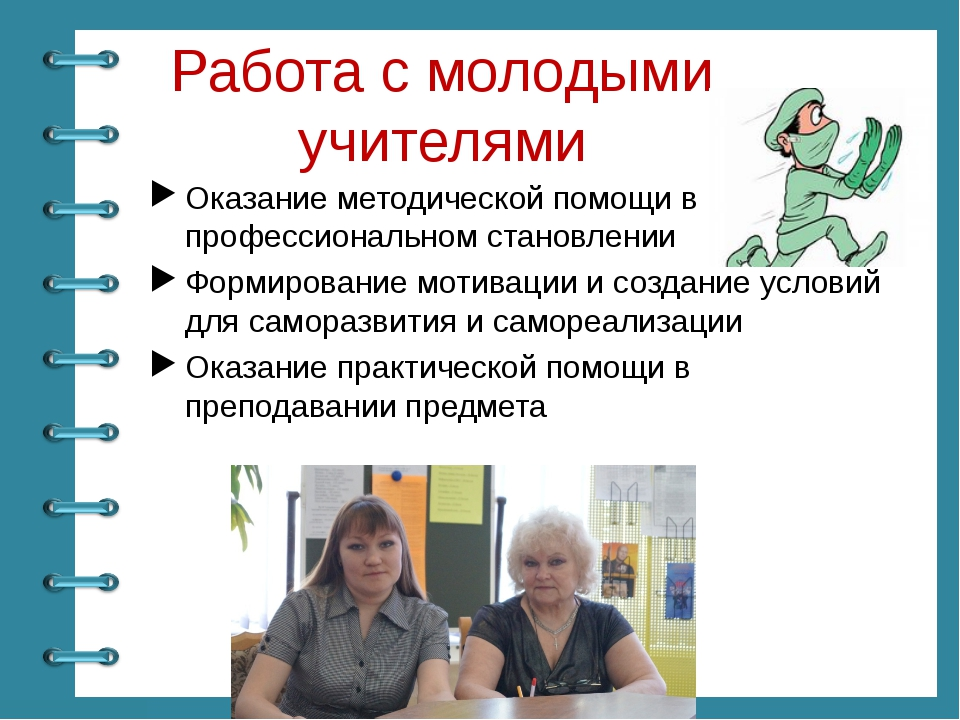 Работа с молодыми
учителями
Оказание методической помощи в
профессиональном становлении
Формирование мотивации и создание условий
для саморазвития и самореализации
Оказание практической помощи в
преподавании предмета